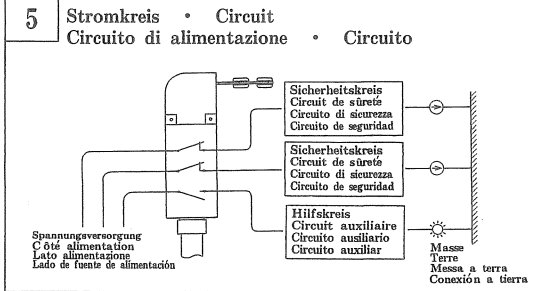 5
Stromkreis • Circuit
Circuito di alimentazione • Circuito
Sicherheitskreis
Circuit de sûreté
Circuito di sicurezza
Circuito de seguridad
Sicherheitskreis
Circuit de sûreté
Circuito di sicurezza
Circuito de seguridad
Hilfskreis
Circuit auxiliaire
Circuito ausiliario
Circuito auxiliar
Spannungsversorgung
Côté alimentation
Lato alimentazione
Lado de fuente de alimentación
Masse
Terre
Messa a terra
Conexión a tierra